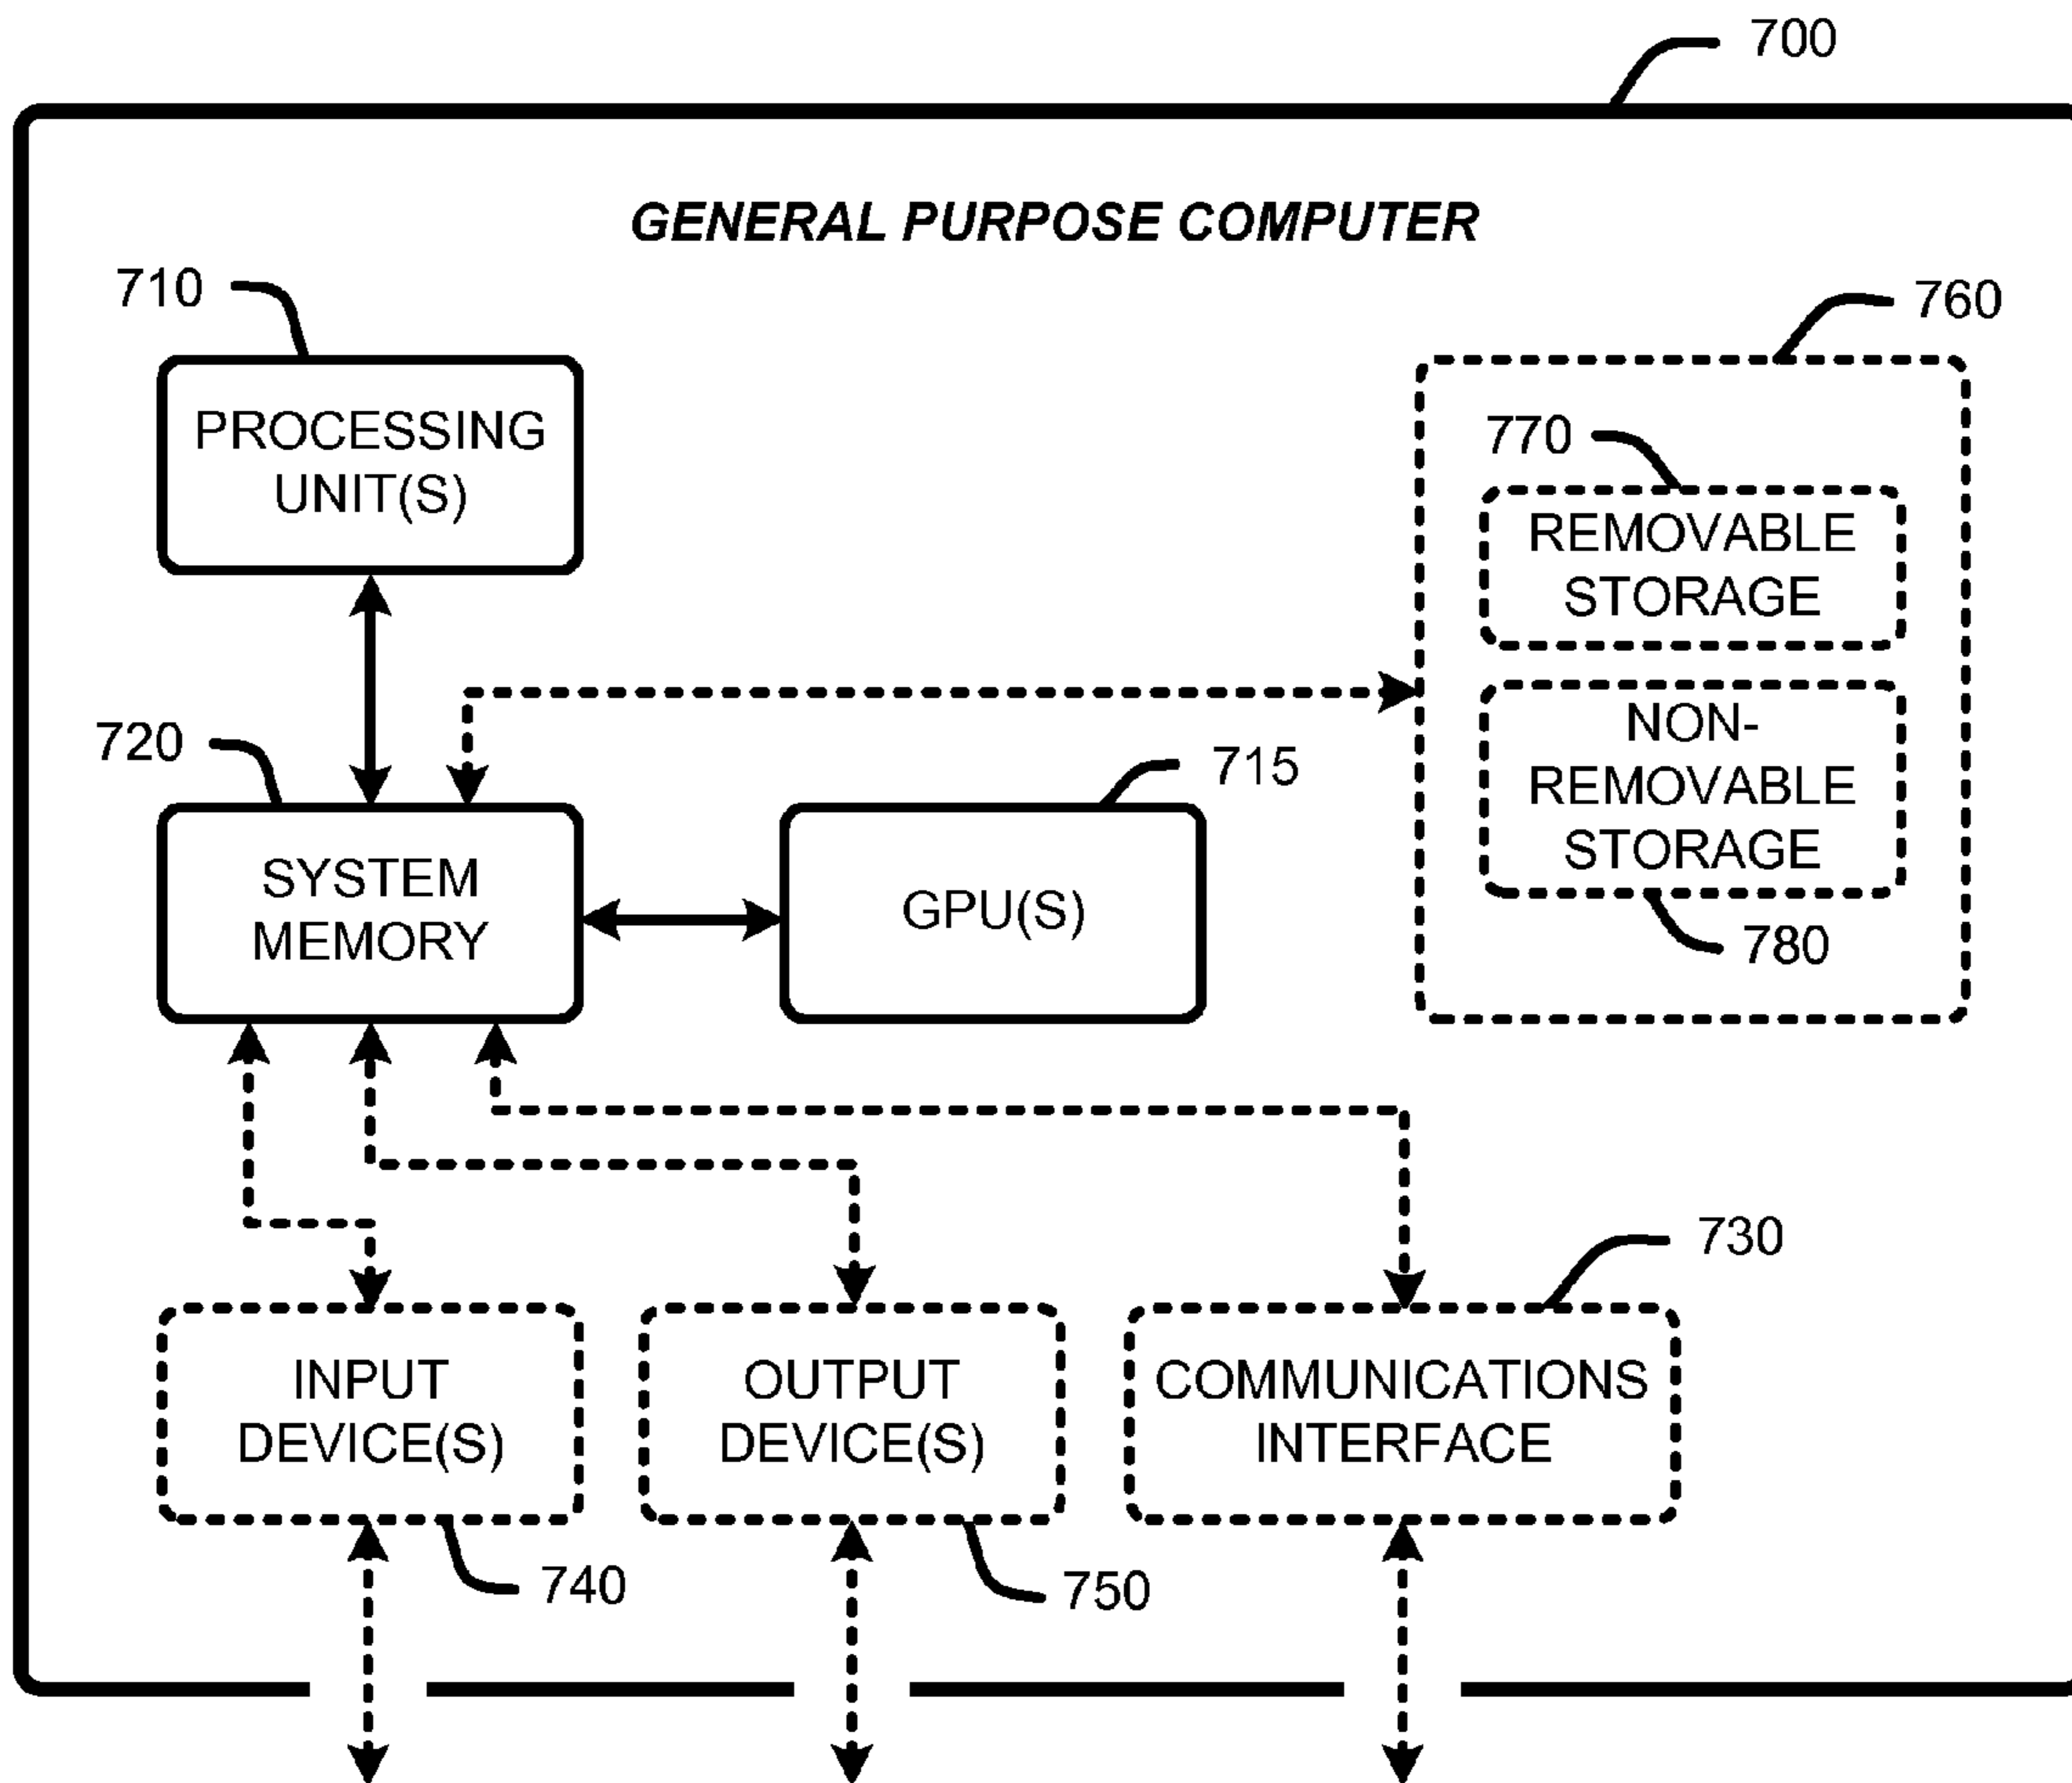 700
GENERAL PURPOSE COMPUTER
710
760
PROCESSING
UNIT(S)
770
REMOVABLE
STORAGE
720
715
NON-
REMOVABLE
STORAGE
SYSTEM
MEMORY
GPU(S)
780
730
INPUT
DEVICE(S)
OUTPUT
DEVICE(S)
COMMUNICATIONS
INTERFACE
740
750